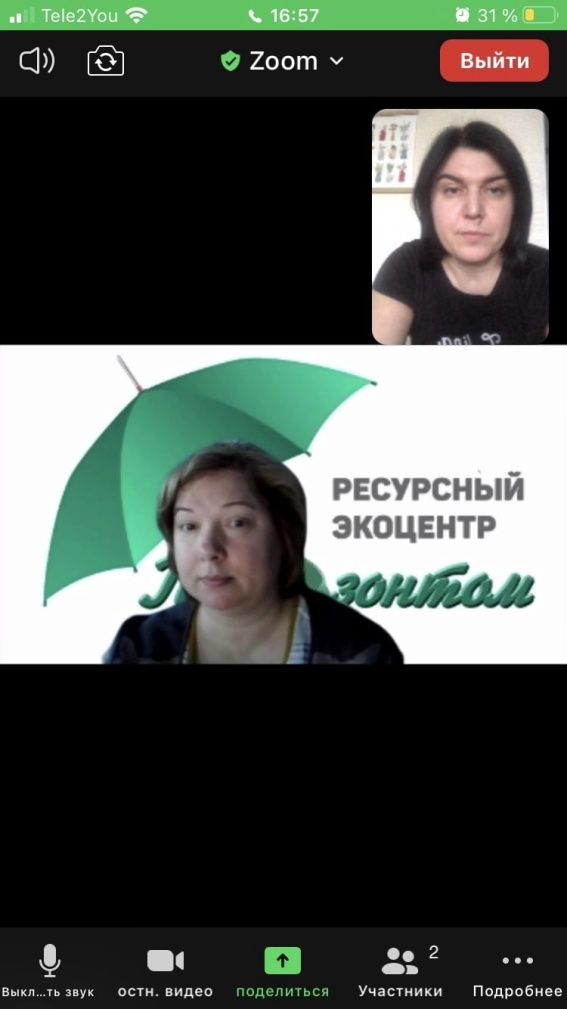 Tele2You
16:57
31 %
Zoom
Выйти
РЕСУРСНЫЙ
ЭКОЦЕНТР
зонтом
2
Выкл...ть звук
остн. видео
поделиться
Участники
Подробнее